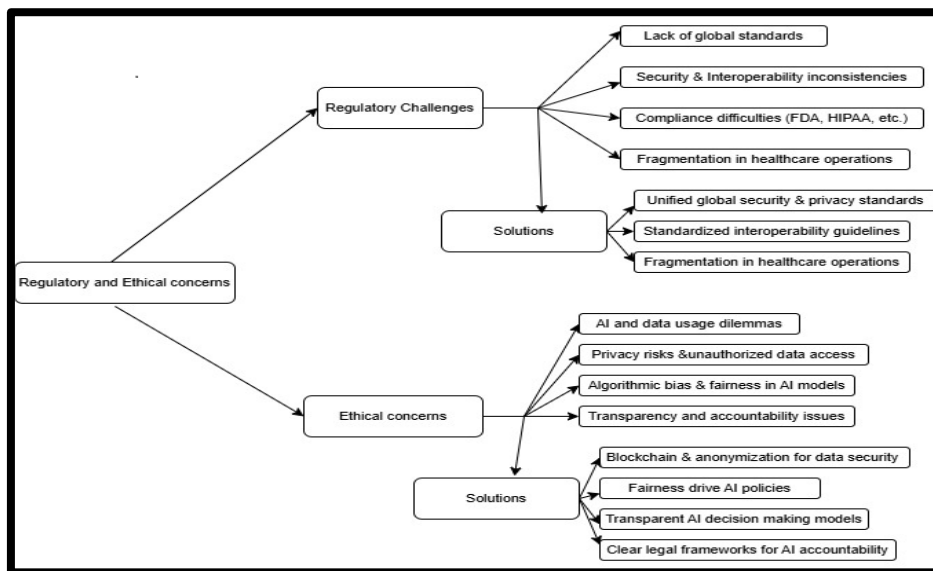 Lack of global standards
Security & Interoperability inconsistencies
Regulatory Challenges
Compliance difficulties (FDA, HIPAA, etc.)
Fragmentation in healthcare operations
Unified global security & privacy standards
Solutions
Standardized interoperability guidelines
Fragmentation in healthcare operations
Regulatory and Ethical concerns
AI and data usage dilemmas
Privacy risks &unauthorized data access
Algorithmic bias & fairness in AI models
Ethical concerns
Transparency and accountability issues
Blockchain & anonymization for data security
Fairness drive AI policies
Solutions
Transparent AI decision making models
Clear legal frameworks for AI accountability